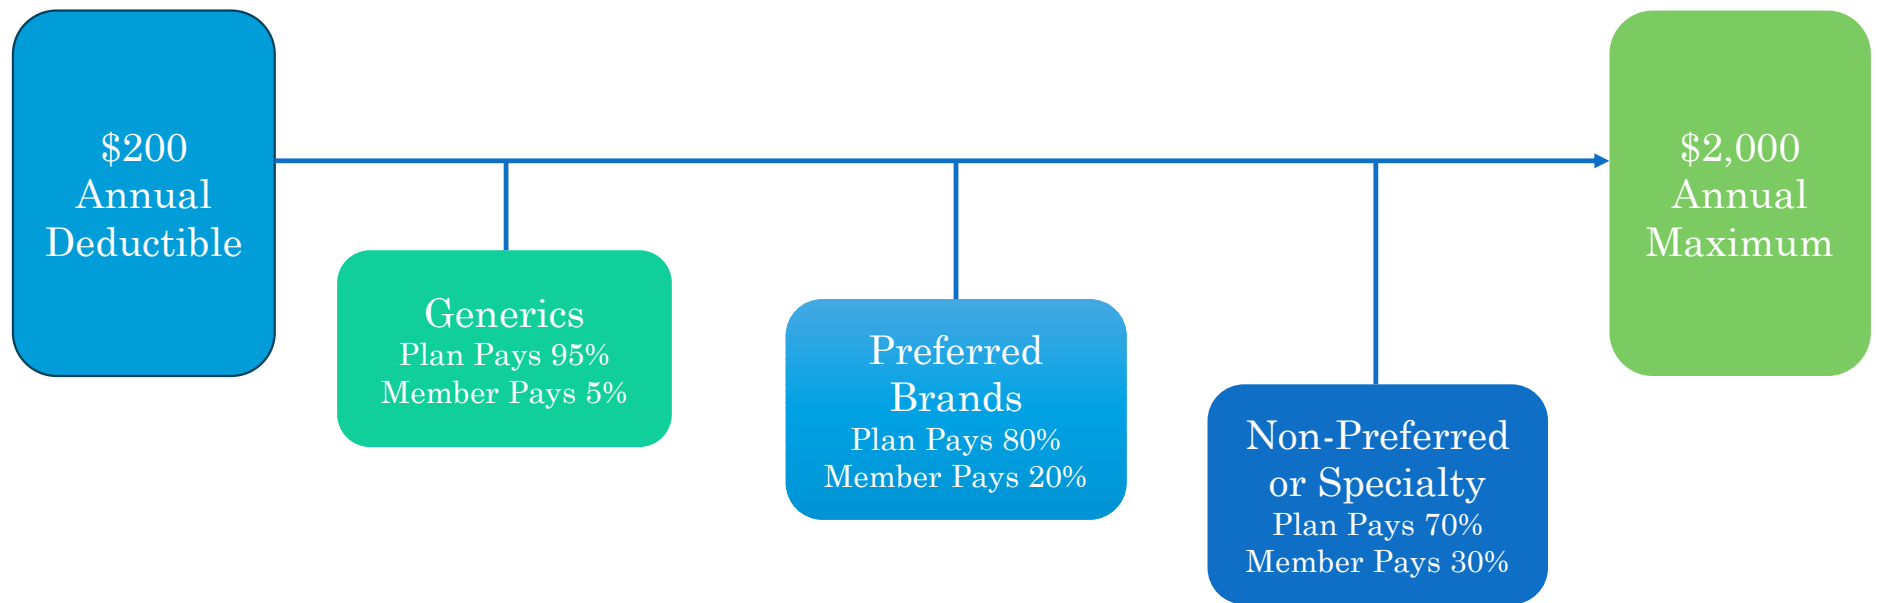 $200
Annual
Deductible
Generics
Plan Pays 95%
Member Pays 5%
Preferred
Brands
Plan Pays 80%
Member Pays 20%
Non-Preferred
or Specialty
Plan Pays 70%
Member Pays 30%
$2,000
Annual
Maximum